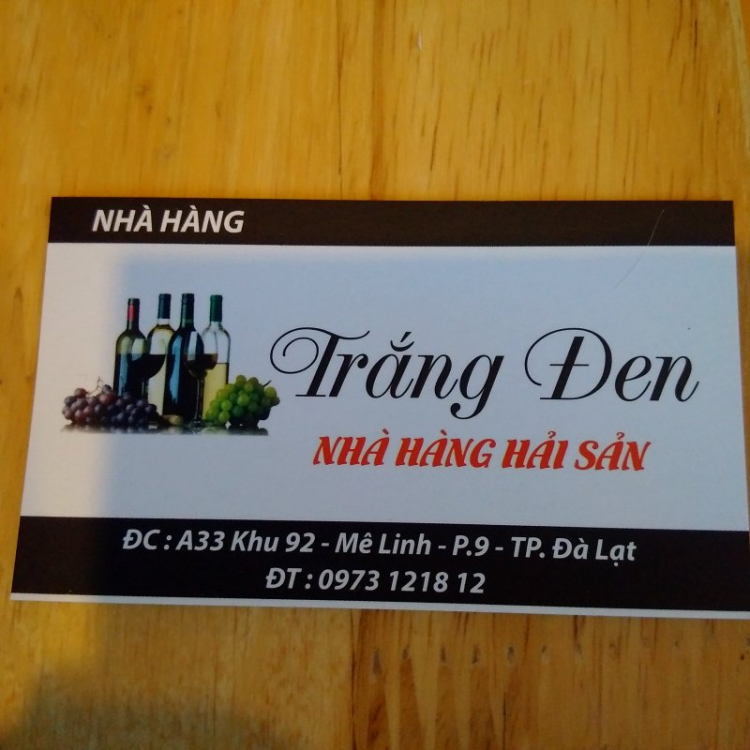 NHÀ HÀNG
Trắng Đen
NHÀ HÀNG HẢI SẢN
ĐC : A33 Khu 92 - Mê Linh - P.9 - TP. Đà Lạt
ĐT : 0973 1218 12